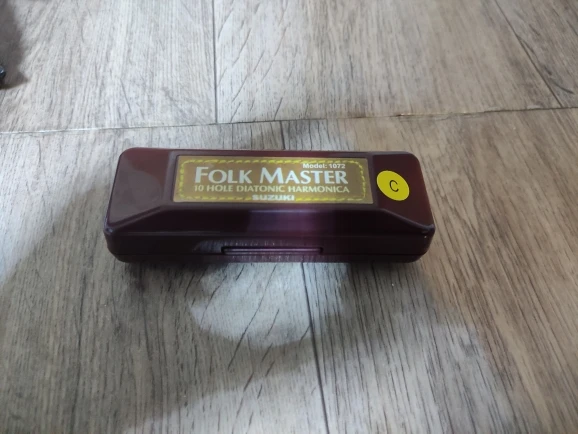 Model: 1072
FOLK MASTER
10 HOLE DIATONIC HARMONICA
SUZUKI
C